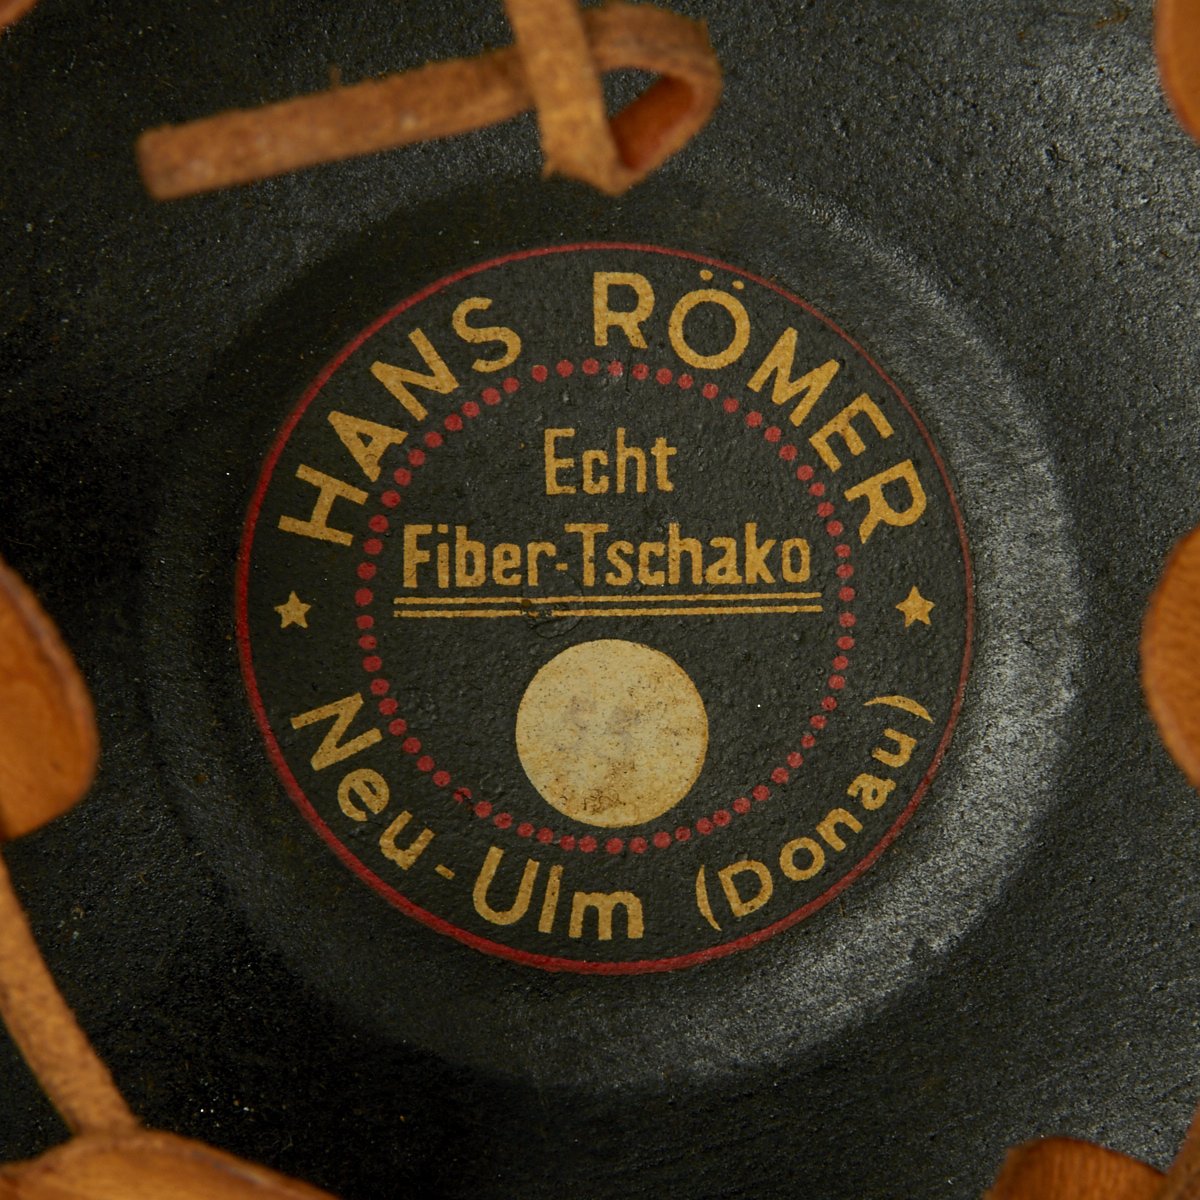 HANS RÖMER
Echt
Fiber-Tschako
Neu-Ulm (Donau)